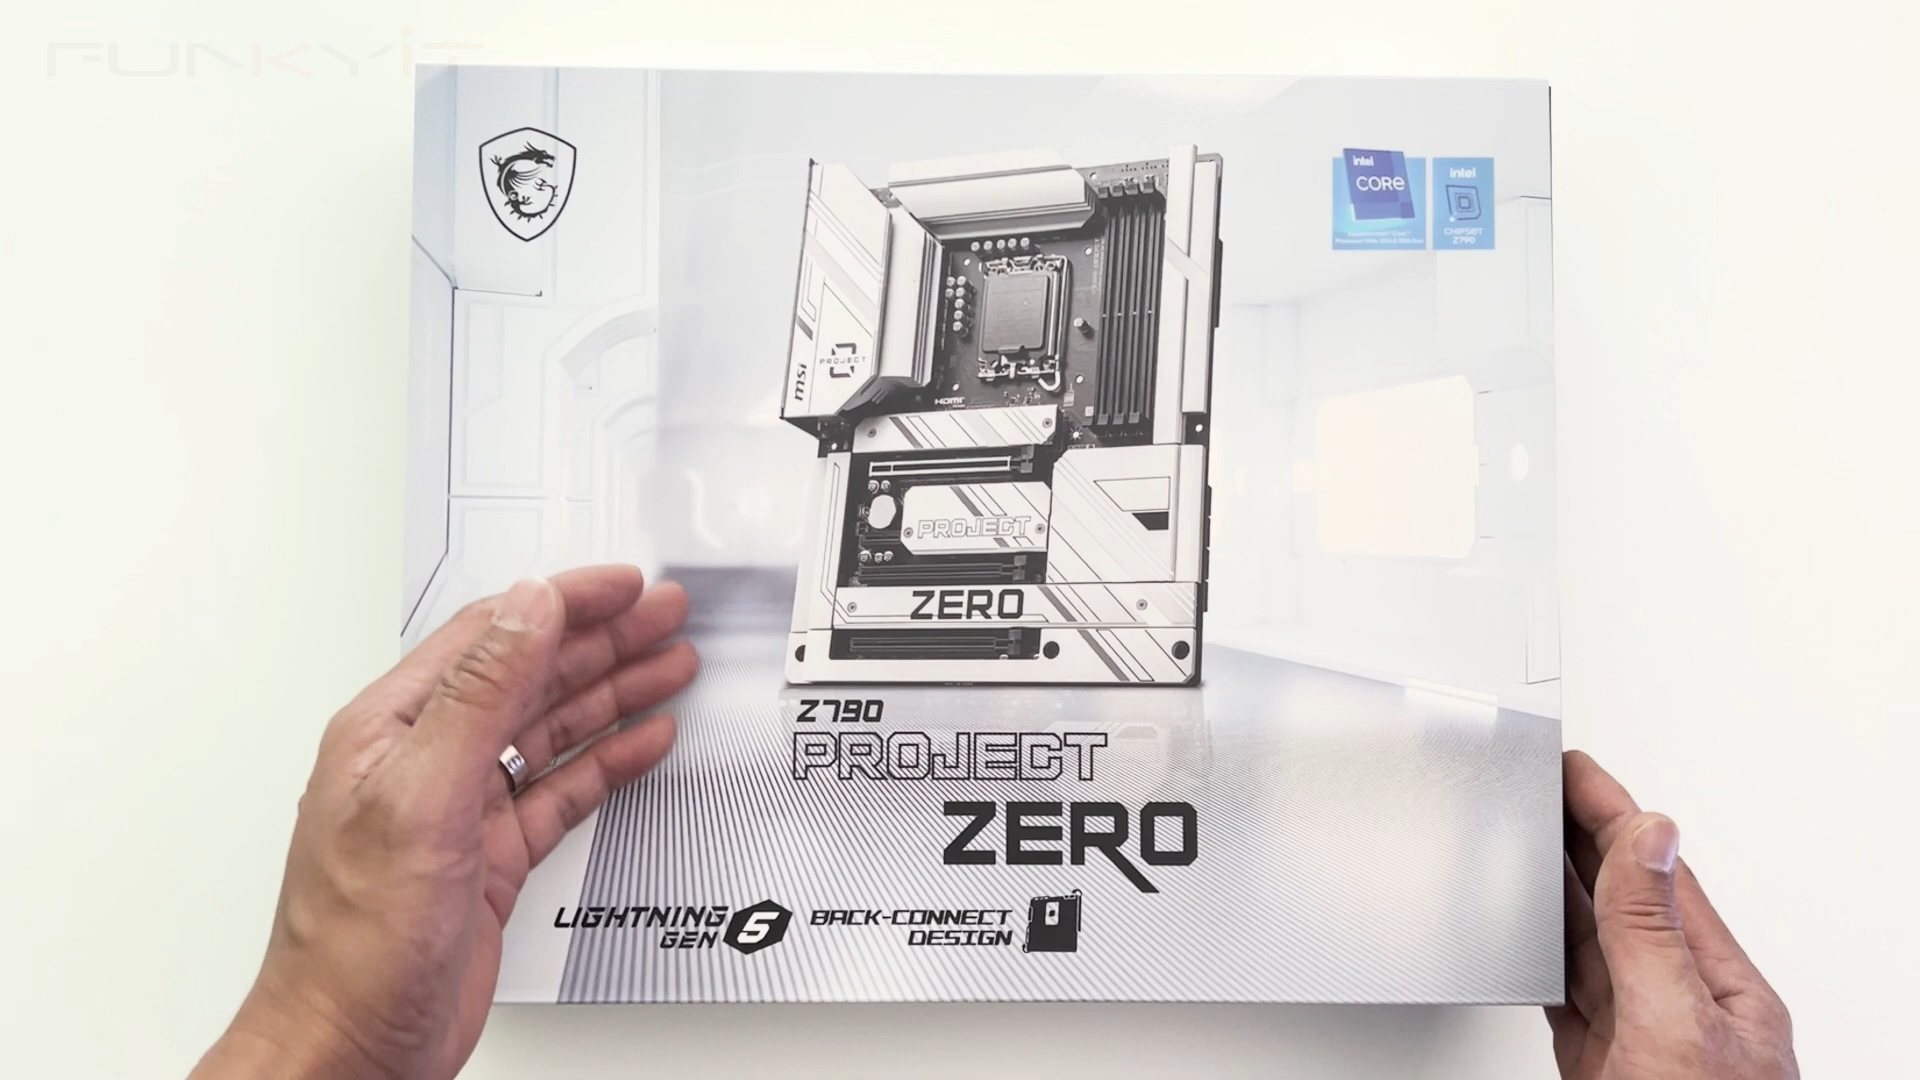 FUNKYiT
intel
CORE
intel
CHIPSET
Z790
msi
PROJECT
0
HDMI
PROJECT
ZERO
Z790
PROJECT
ZERO
LIGHTNING
GEN 5
BACK-CONNECT
DESIGN